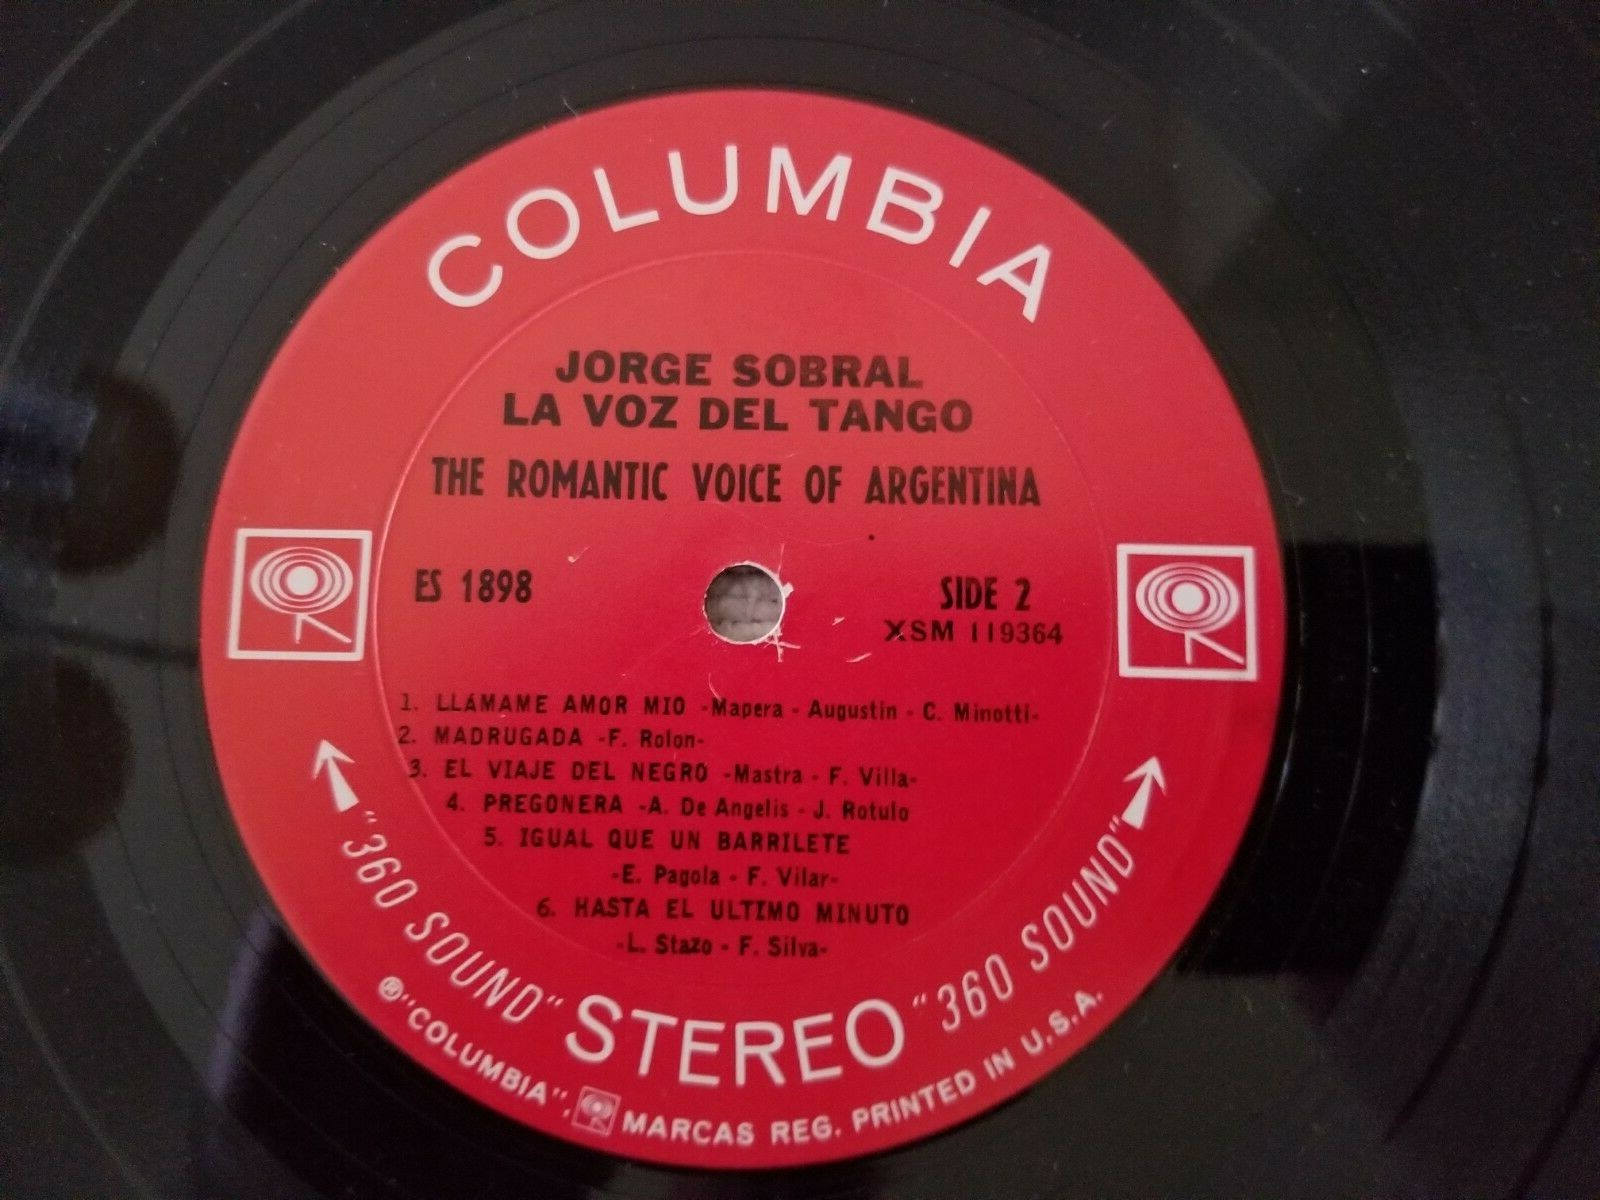 COLUMBIA
JORGE SOBRAL
LA VOZ DEL TANGO
THE ROMANTIC VOICE OF ARGENTINA
ES 1898
SIDE 2
XSM 119364
1. LLÁMAME AMOR MIO -Mapera - Augustin - C. Minotti-
2. MADRUGADA -F. Rolon-
3. EL VIAJE DEL NEGRO -Mastra - F. Villa-
4. PREGONERA -A. De Angelis - J. Rotulo
5. IGUAL QUE UN BARRILETE
-E. Pagola - F. Vilar-
6. HASTA EL ULTIMO MINUTO
-L. Stazo - F. Silva-
"360 SOUND" STEREO "360 SOUND"
® "COLUMBIA", MARCAS REG. PRINTED IN U.S.A.